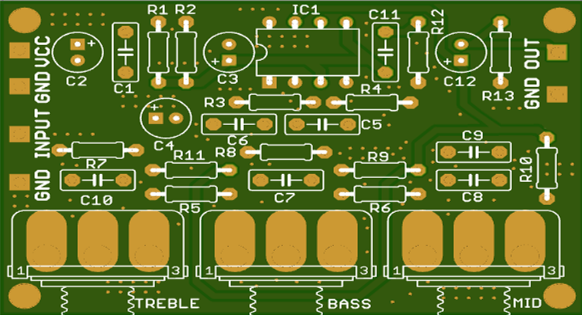 R1 R2 IC1 C11 R12
VCC C2 C1 C3 C12 R13 OUT
GND GND
R3 R4
INPUT C4 C6 C5
R7 R11 R8 R9 C9 R10
GND C10 R5 C7 R6 C8
1 3 1 3 1 3
TREBLE BASS MID